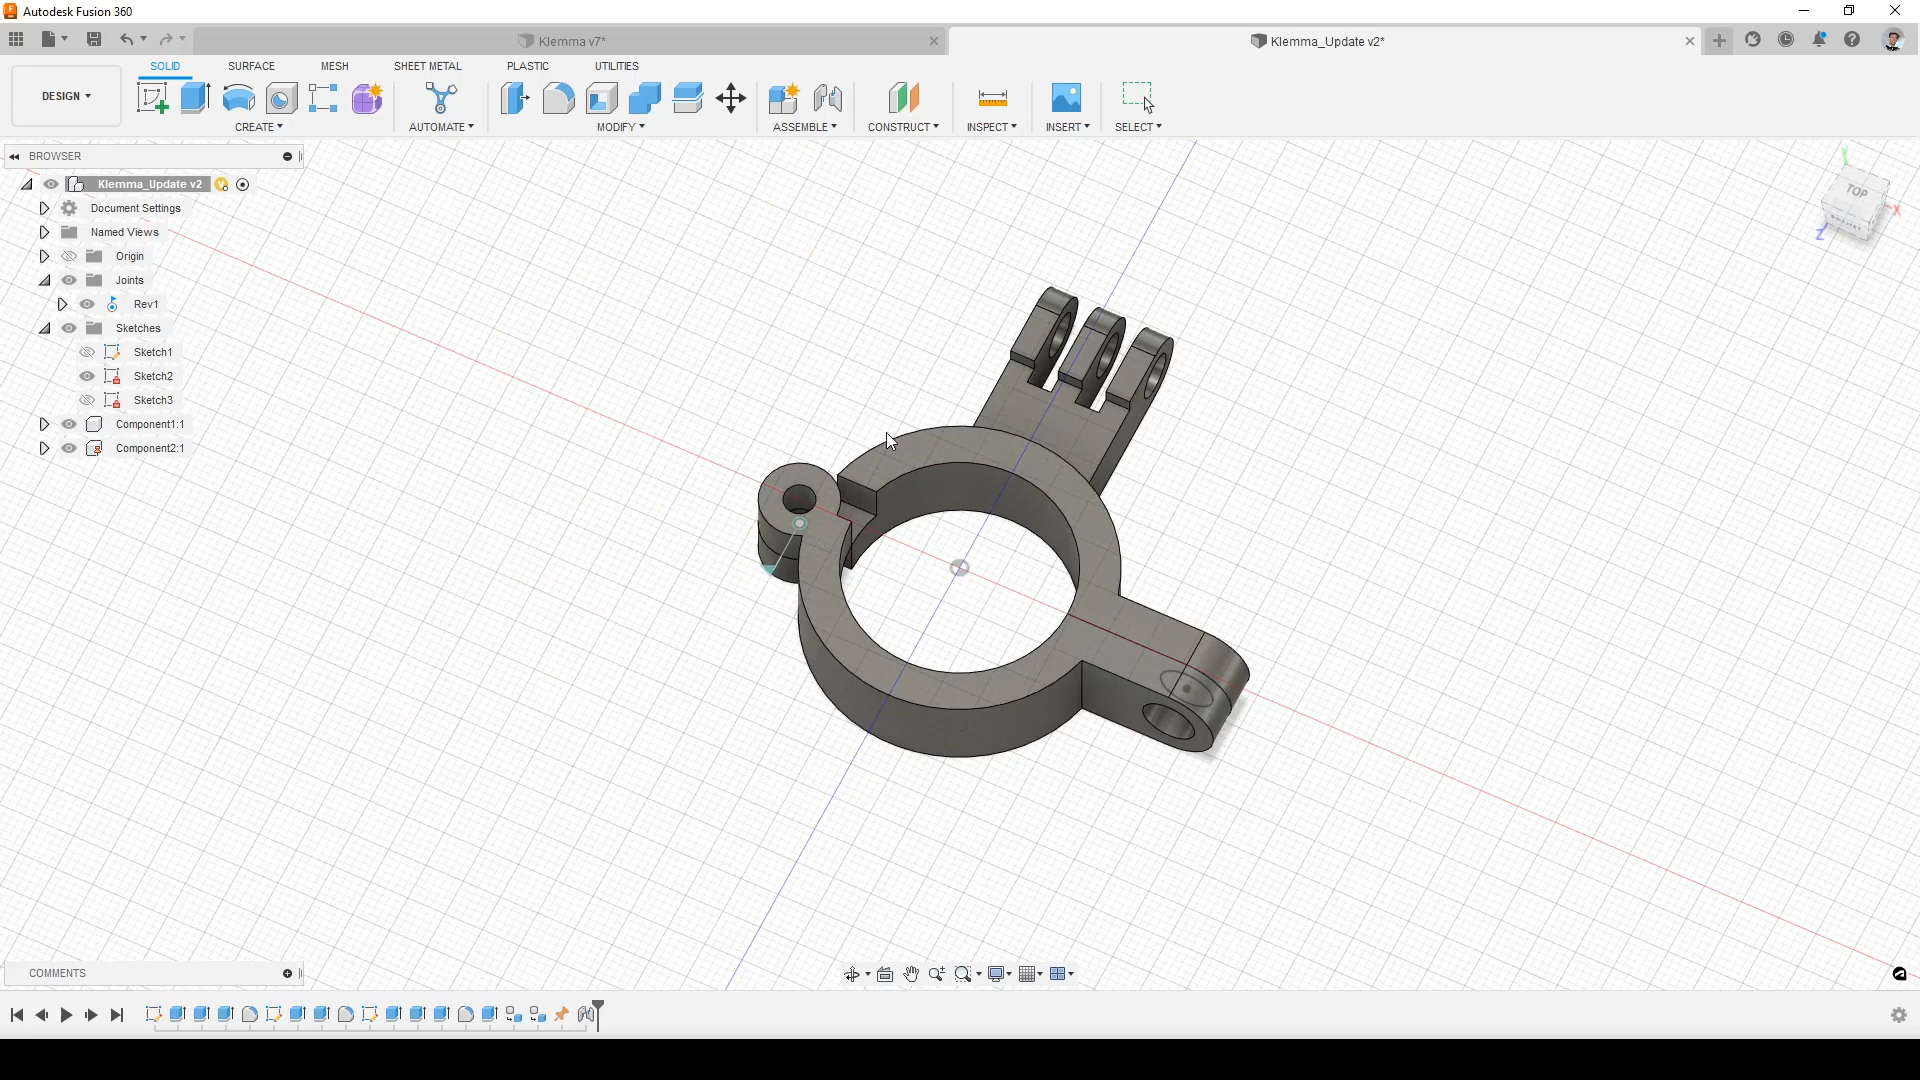 Autodesk Fusion 360
Klemma v7*
Klemma_Update v2*
DESIGN
SOLID
SURFACE
MESH
SHEET METAL
PLASTIC
UTILITIES
CREATE
AUTOMATE
MODIFY
ASSEMBLE
CONSTRUCT
INSPECT
INSERT
SELECT
BROWSER
Klemma_Update v2
Document Settings
Named Views
Origin
Joints
Rev1
Sketches
Sketch1
Sketch2
Sketch3
Component1:1
Component2:1
Y
TOP
X
Z
COMMENTS